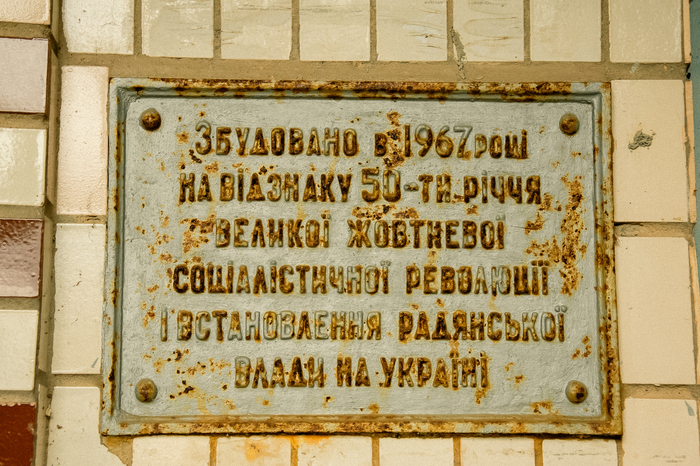 Збудовано в 1967 році
на відзнаку 50-ти річчя
Великої Жовтневої
соціалістичної революції
і встановлення радянської
влади на Україні